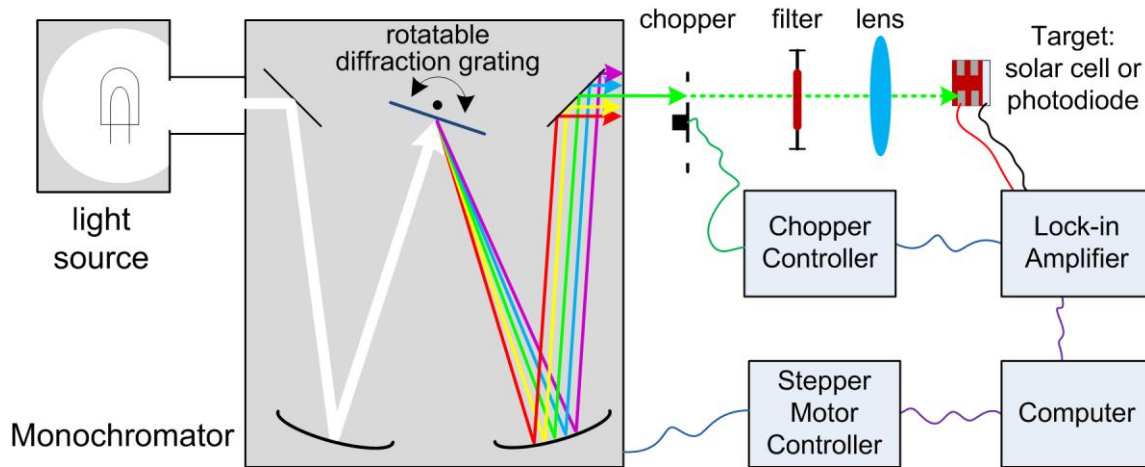 rotatable
diffraction grating
chopper
filter
lens
Target:
solar cell or
photodiode
light
source
Chopper
Controller
Lock-in
Amplifier
Monochromator
Stepper
Motor
Controller
Computer